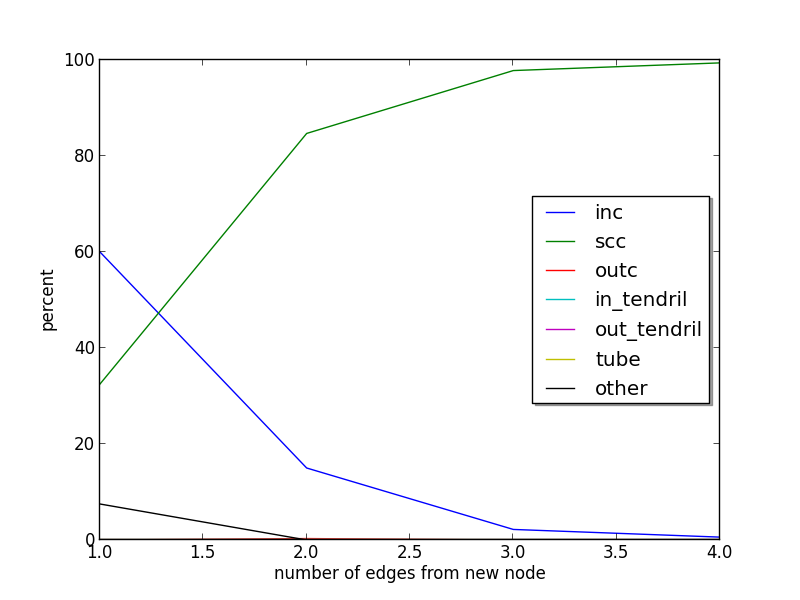 100
80
60
40
20
0
percent
inc
scc
outc
in_tendril
out_tendril
tube
other
1.0 1.5 2.0 2.5 3.0 3.5 4.0
number of edges from new node